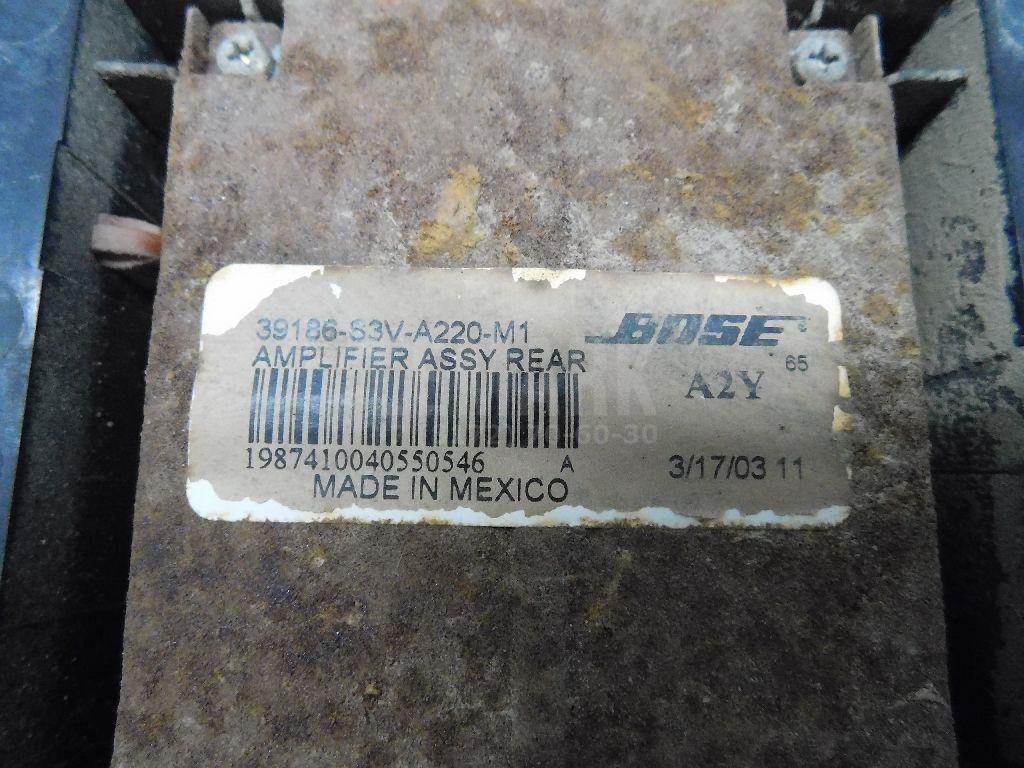 39186-S3V-A220-M1 BOSE
AMPLIFIER ASSY REAR 65
A2Y
1987410040550546 A 3/17/03 11
MADE IN MEXICO